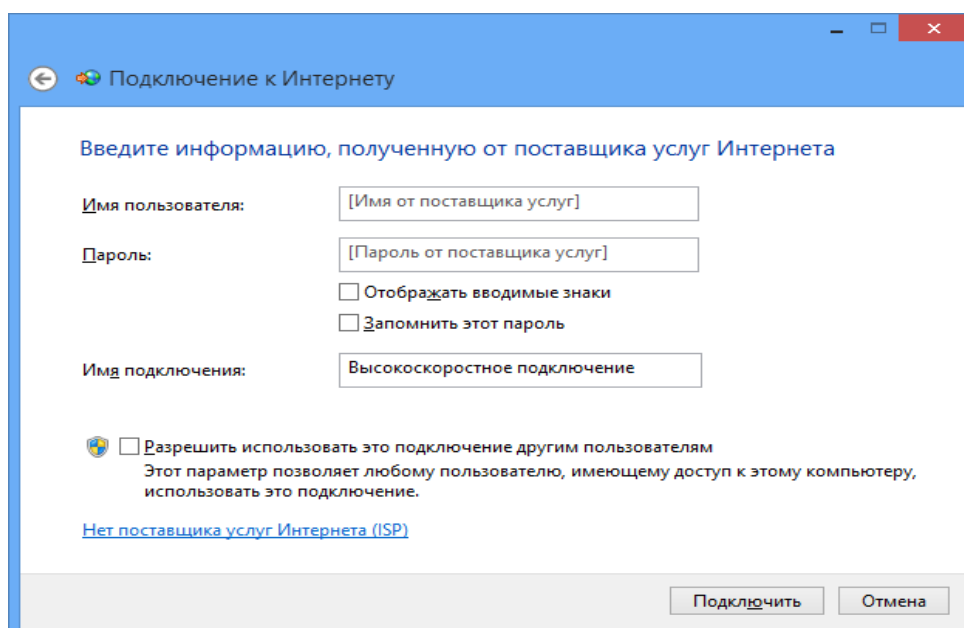 Подключение к Интернету
Введите информацию, полученную от поставщика услуг Интернета
Имя пользователя:
[Имя от поставщика услуг]
Пароль:
[Пароль от поставщика услуг]
Отображать вводимые знаки
Запомнить этот пароль
Имя подключения:
Высокоскоростное подключение
Разрешить использовать это подключение другим пользователям
Этот параметр позволяет любому пользователю, имеющему доступ к этому компьютеру,
использовать это подключение.
Нет поставщика услуг Интернета (ISP)
Подключить
Отмена